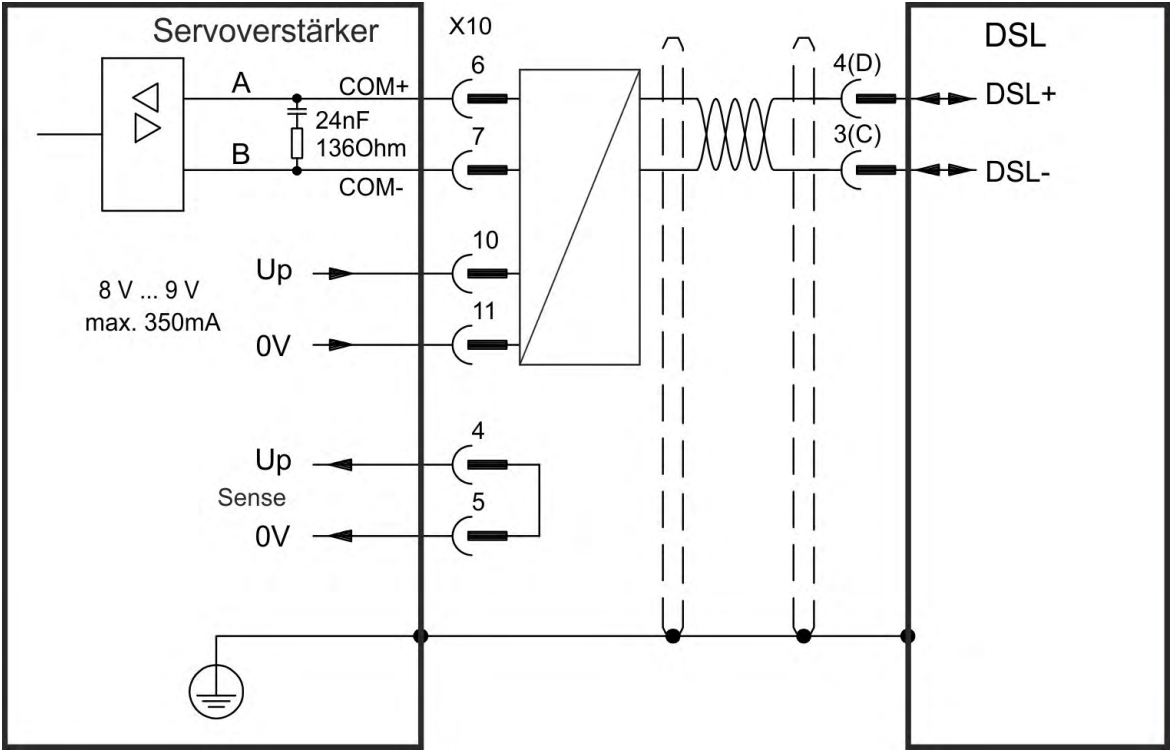 Servoverstärker
X10
DSL
A
COM+
6
4(D)
DSL+
24nF
136Ohm
7
3(C)
B
COM-
DSL-
10
Up
8 V ... 9 V
max. 350mA
11
0V
4
Up
Sense
5
0V